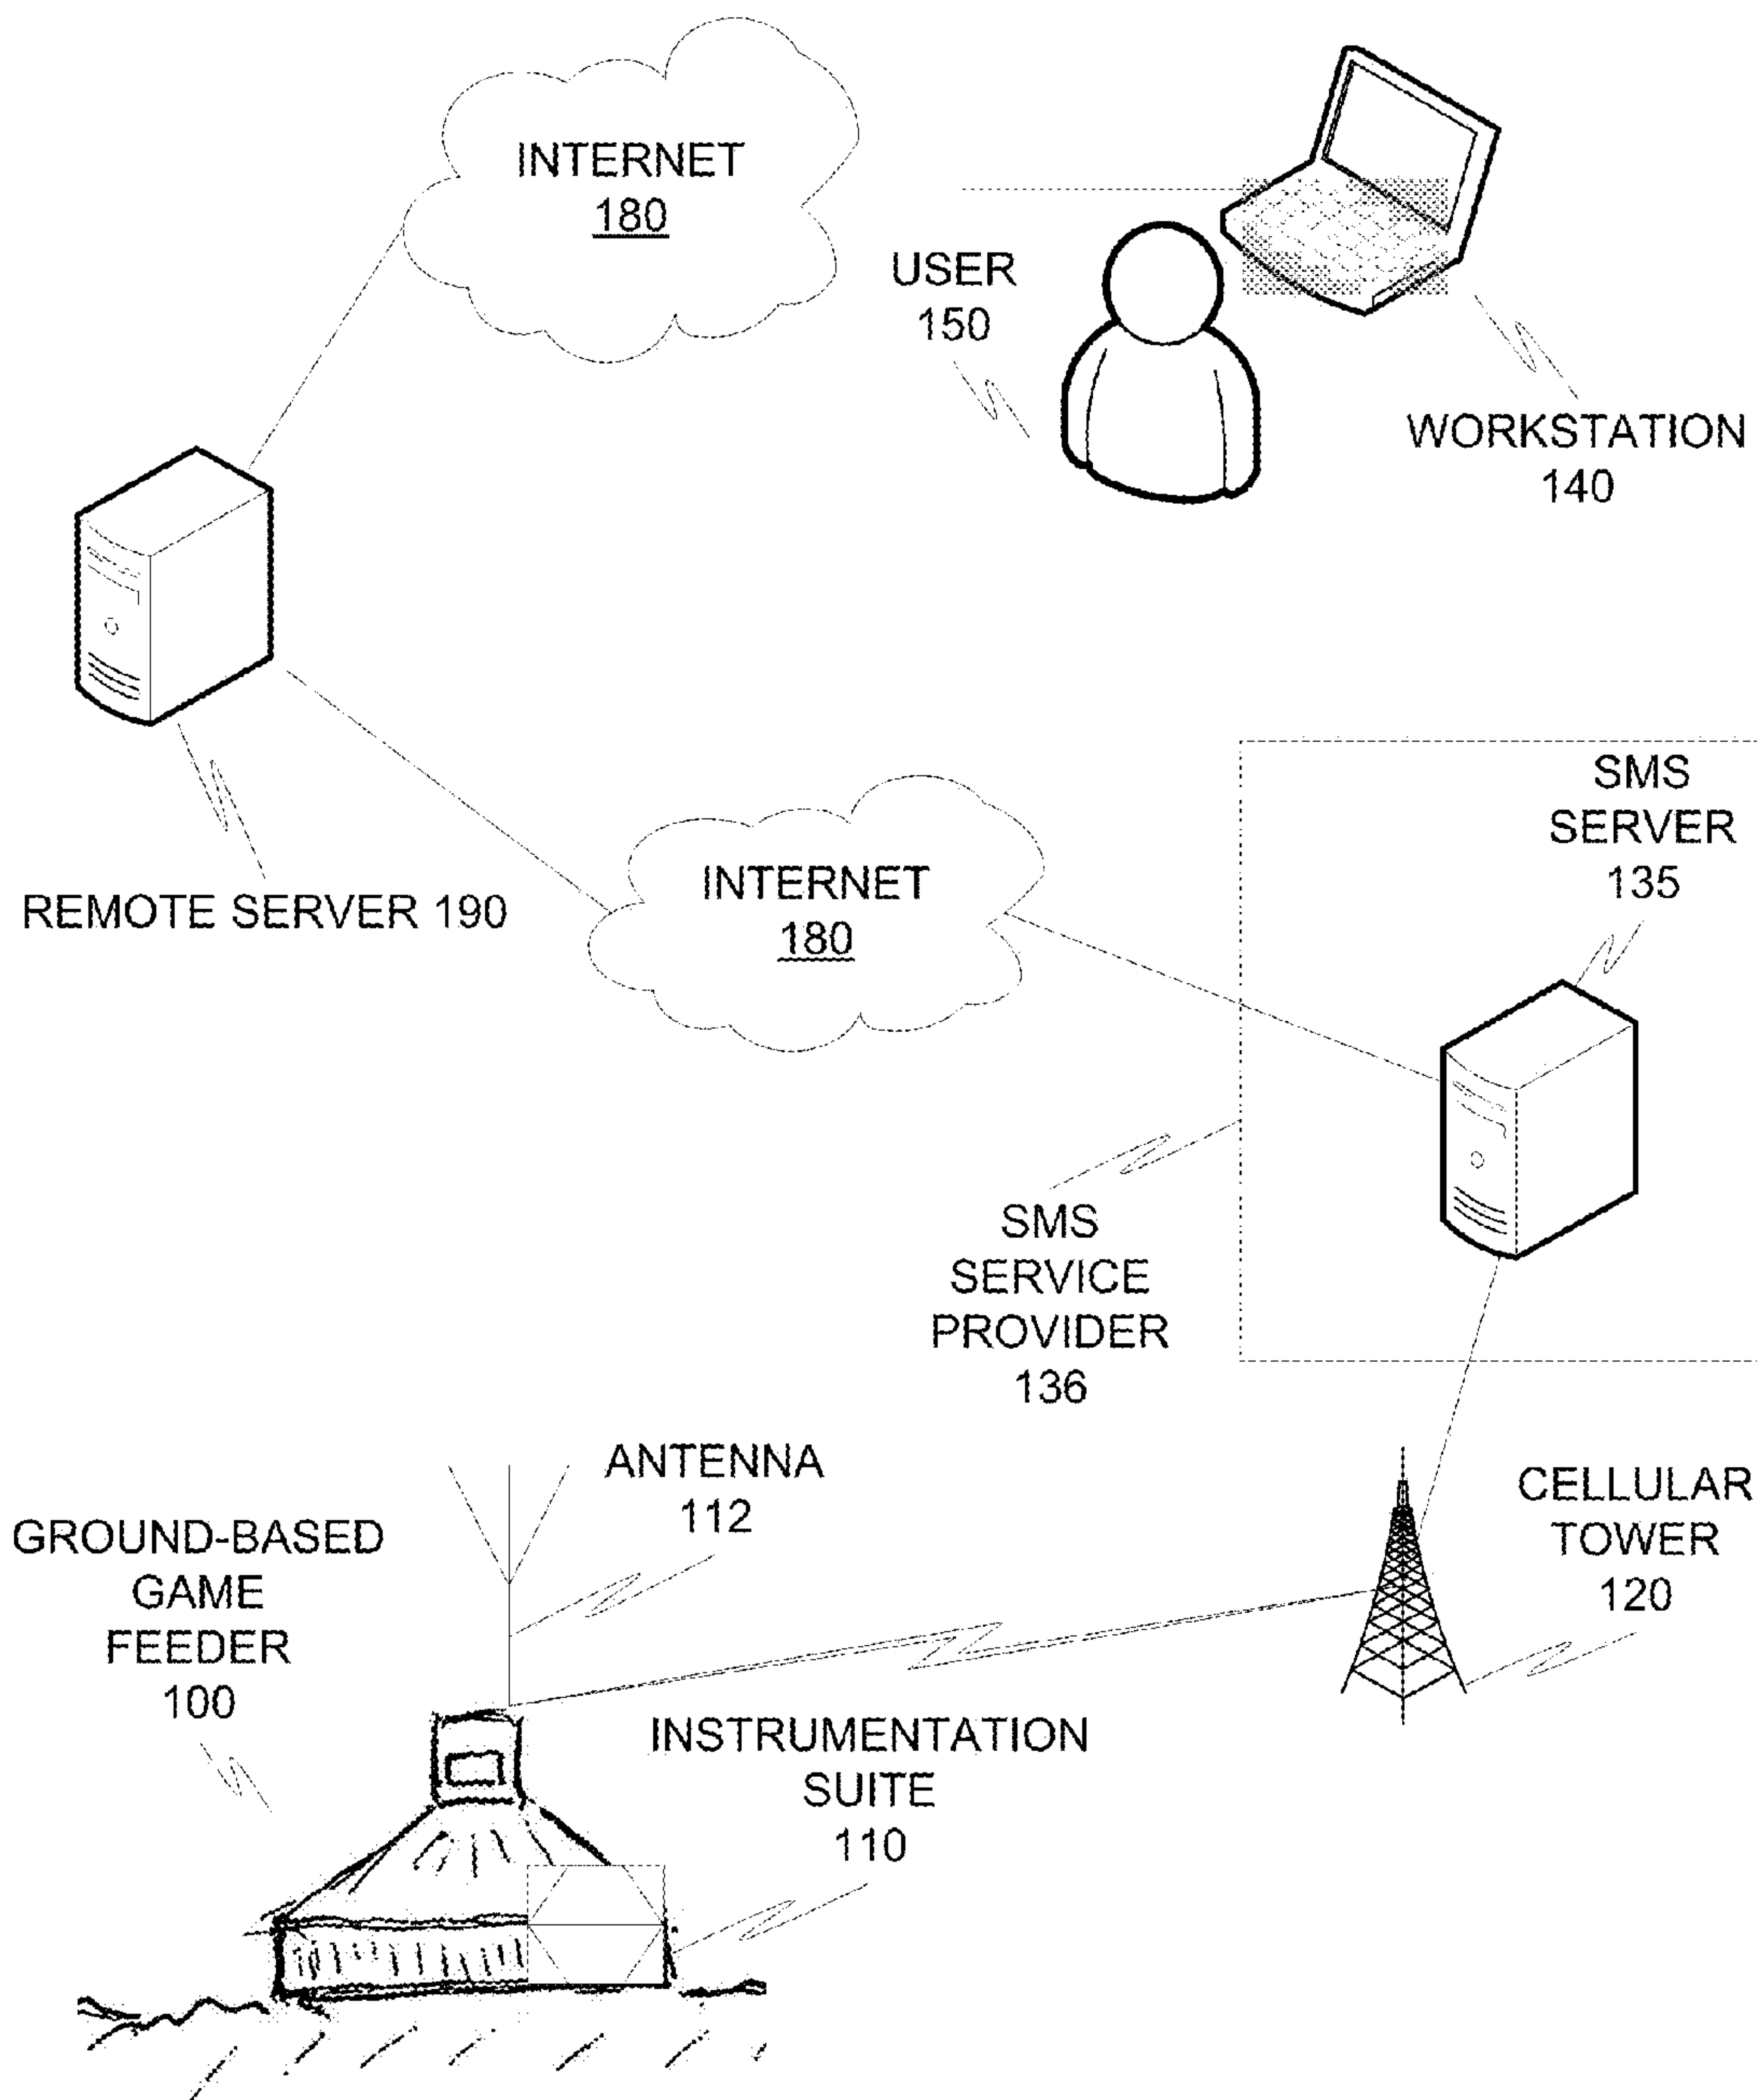 INTERNET
180
USER
150
WORKSTATION
140
REMOTE SERVER 190
INTERNET
180
SMS
SERVER
135
SMS
SERVICE
PROVIDER
136
ANTENNA
112
GROUND-BASED
GAME
FEEDER
100
CELLULAR
TOWER
120
INSTRUMENTATION
SUITE
110